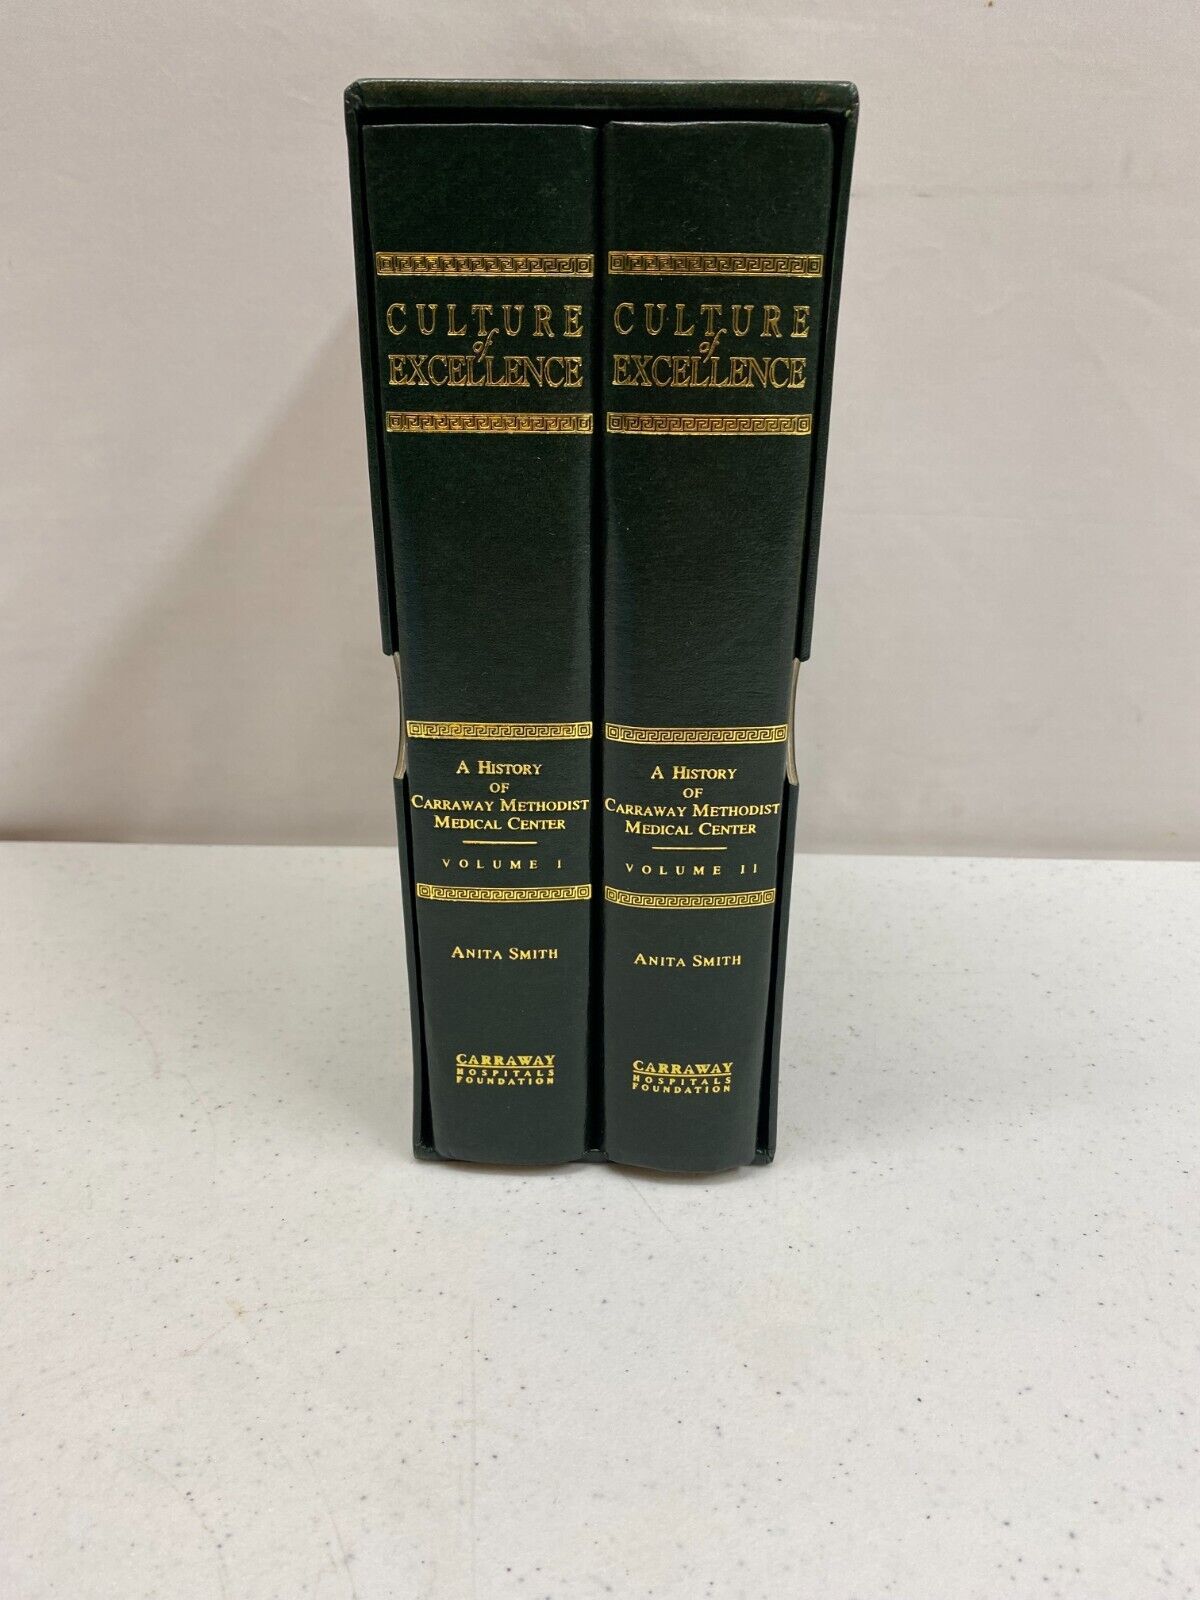 CULTURE
of
EXCELLENCE
A HISTORY
OF
CARRAWAY METHODIST
MEDICAL CENTER
VOLUME I
ANITA SMITH
CARRAWAY
HOSPITALS
FOUNDATION
CULTURE
of
EXCELLENCE
A HISTORY
OF
CARRAWAY METHODIST
MEDICAL CENTER
VOLUME II
ANITA SMITH
CARRAWAY
HOSPITALS
FOUNDATION